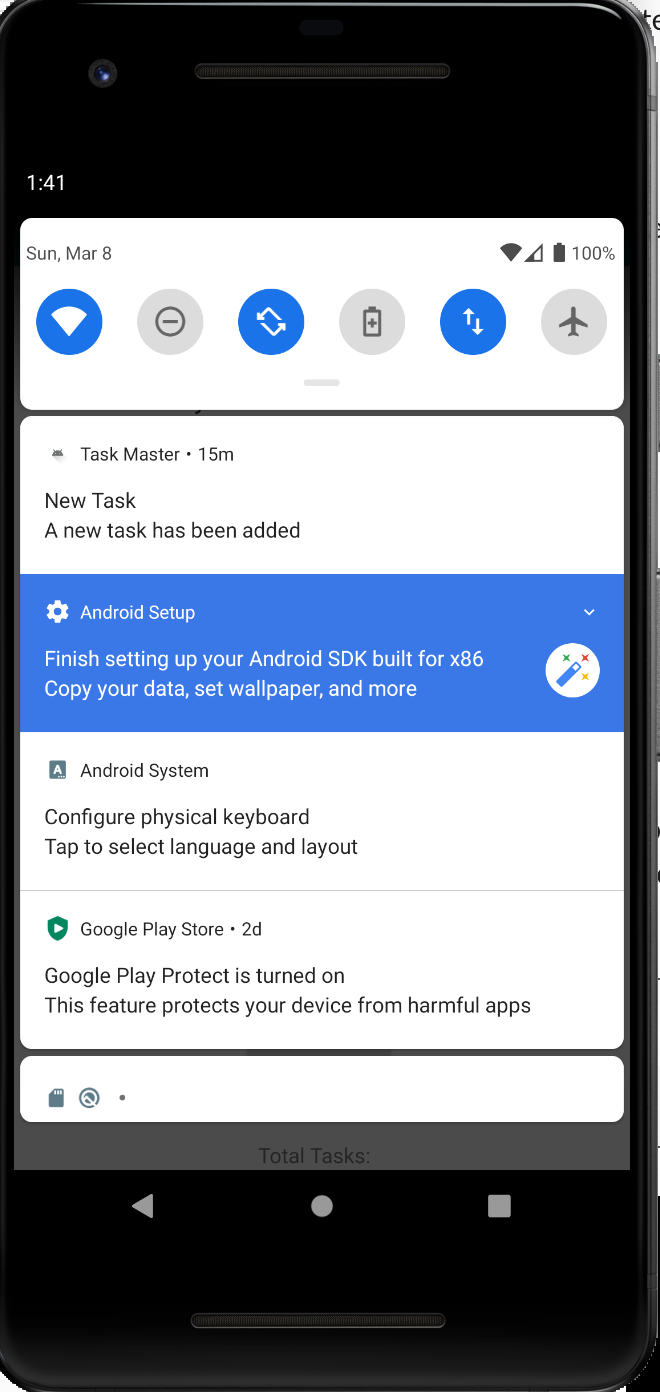 1:41
Sun, Mar 8
100%
Task Master • 15m
New Task
A new task has been added
Android Setup
Finish setting up your Android SDK built for x86
Copy your data, set wallpaper, and more
Android System
Configure physical keyboard
Tap to select language and layout
Google Play Store • 2d
Google Play Protect is turned on
This feature protects your device from harmful apps
Total Tasks: